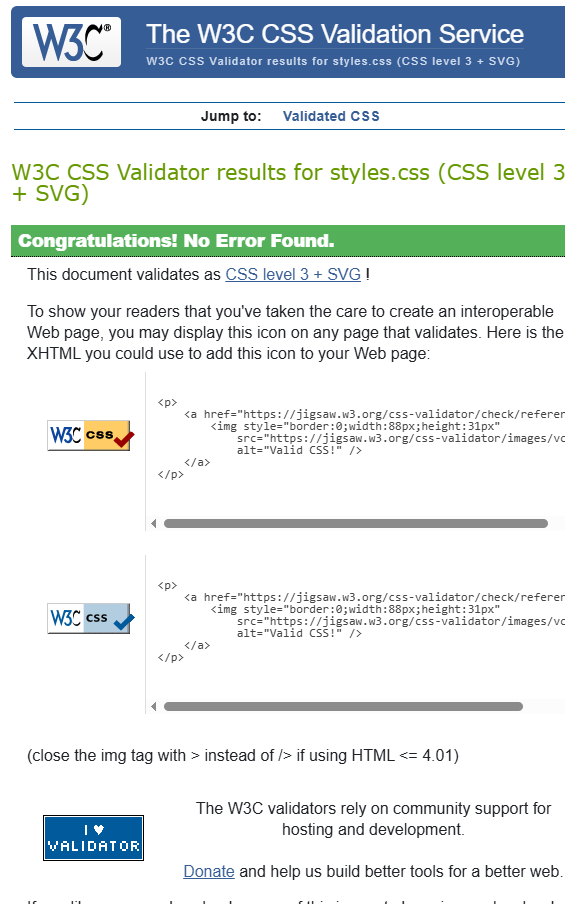 W3C®
The W3C CSS Validation Service
W3C CSS Validator results for styles.css (CSS level 3 + SVG)
Jump to: Validated CSS
W3C CSS Validator results for styles.css (CSS level 3
+ SVG)
Congratulations! No Error Found.
This document validates as CSS level 3 + SVG !
To show your readers that you've taken the care to create an interoperable
Web page, you may display this icon on any page that validates. Here is the
XHTML you could use to add this icon to your Web page:
W3C css
<p>
<a href="https://jigsaw.w3.org/css-validator/check/refere
<img style="border:0;width:88px;height:31px"
src="https://jigsaw.w3.org/css-validator/images/vc
alt="Valid CSS!" />
</a>
</p>
W3C css
<p>
<a href="https://jigsaw.w3.org/css-validator/check/refere
<img style="border:0;width:88px;height:31px"
src="https://jigsaw.w3.org/css-validator/images/vc
alt="Valid CSS!" />
</a>
</p>
(close the img tag with > instead of /> if using HTML <= 4.01)
I ♥
VALIDATOR
The W3C validators rely on community support for
hosting and development.
Donate and help us build better tools for a better web.